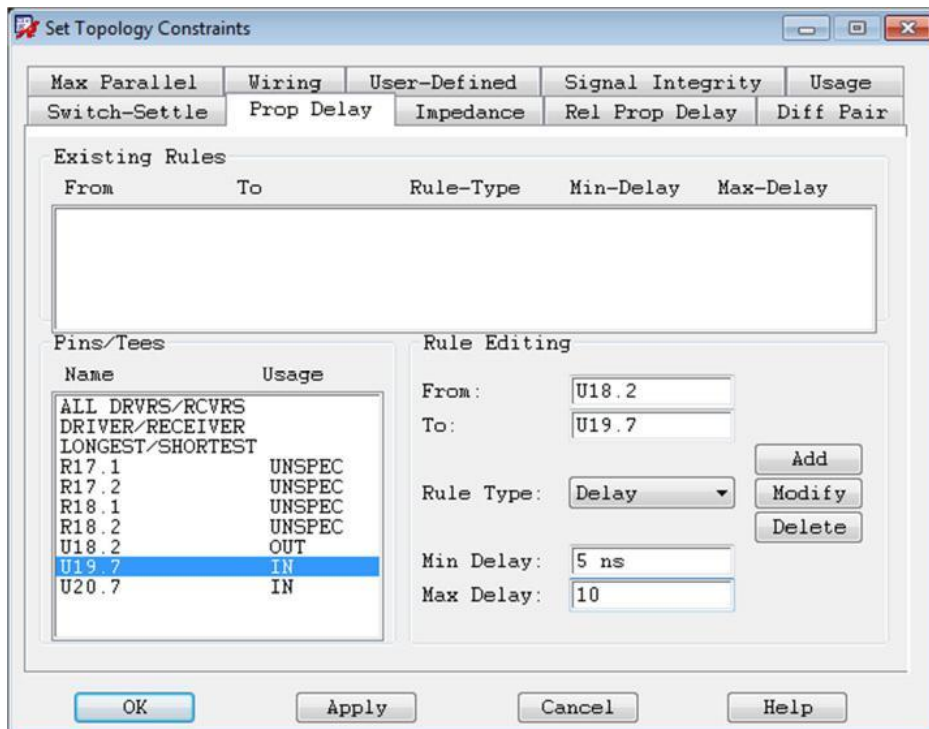 Set Topology Constraints
Max Parallel Wiring User-Defined Signal Integrity Usage
Switch-Settle Prop Delay Impedance Rel Prop Delay Diff Pair
Existing Rules
From To Rule-Type Min-Delay Max-Delay
Pins/Tees
Name Usage
ALL DRVRS/RCVRS
DRIVER/RECEIVER
LONGEST/SHORTEST
R17.1 UNSPEC
R17.2 UNSPEC
R18.1 UNSPEC
R18.2 UNSPEC
U18.2 OUT
U19.7 IN
U20.7 IN
Rule Editing
From: U18.2
To: U19.7
Rule Type: Delay
Min Delay: 5 ns
Max Delay: 10
Add
Modify
Delete
OK Apply Cancel Help